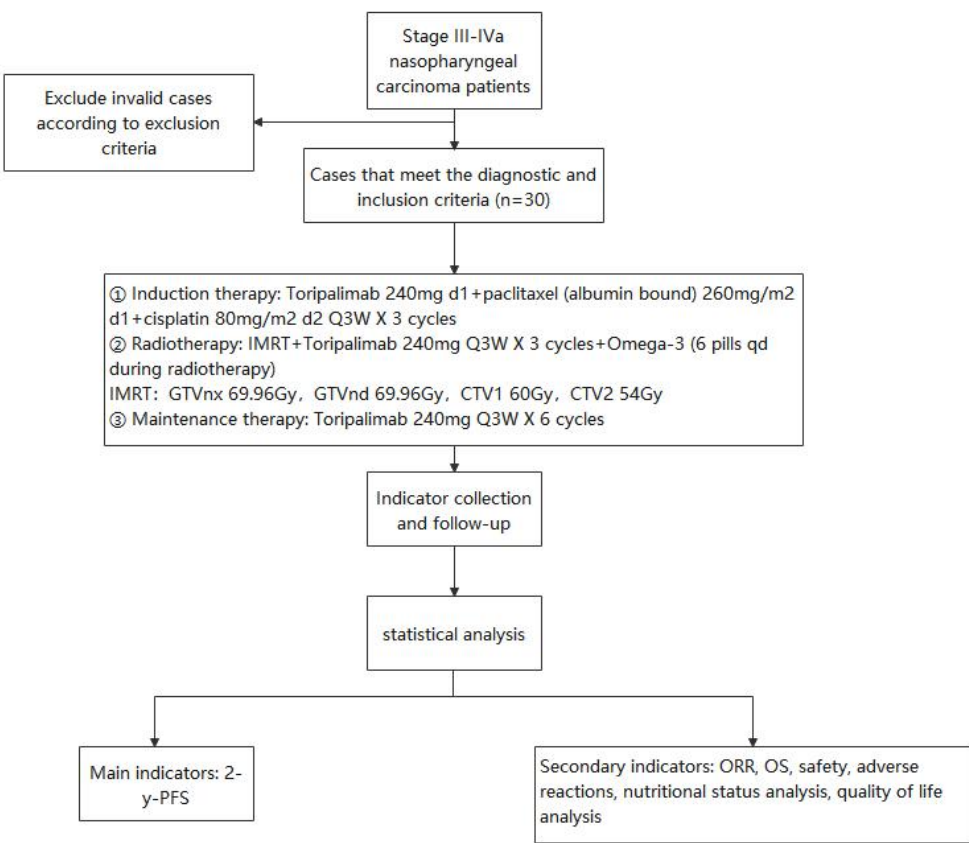 Stage III-IVa
nasopharyngeal
carcinoma patients
Exclude invalid cases
according to exclusion
criteria
Cases that meet the diagnostic and
inclusion criteria (n=30)
① Induction therapy: Toripalimab 240mg d1+paclitaxel (albumin bound) 260mg/m2
d1+cisplatin 80mg/m2 d2 Q3W X 3 cycles
② Radiotherapy: IMRT+Toripalimab 240mg Q3W X 3 cycles+Omega-3 (6 pills qd
during radiotherapy)
IMRT：GTVnx 69.96Gy，GTVnd 69.96Gy，CTV1 60Gy，CTV2 54Gy
③ Maintenance therapy: Toripalimab 240mg Q3W X 6 cycles
Indicator collection
and follow-up
statistical analysis
Main indicators: 2-
y-PFS
Secondary indicators: ORR, OS, safety, adverse
reactions, nutritional status analysis, quality of life
analysis